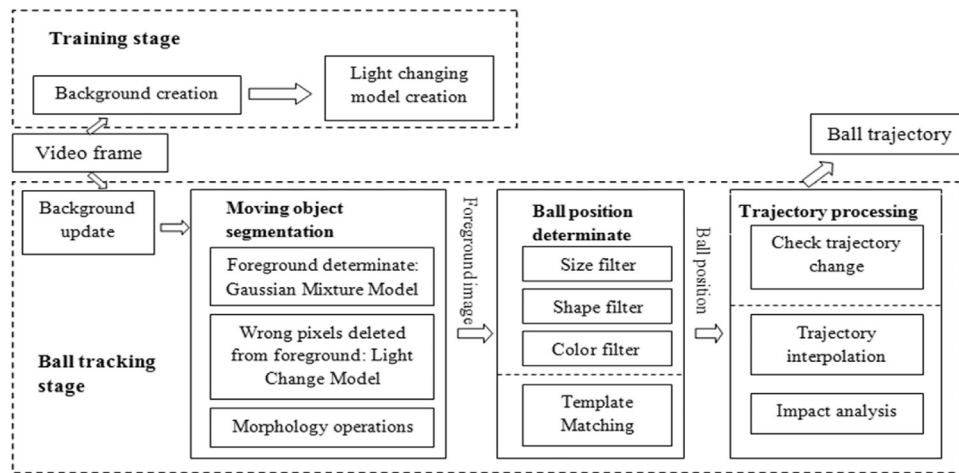 Training stage
Background creation
Light changing
model creation
Video frame
Ball trajectory
Background
update
Moving object
segmentation
Foreground determinate:
Gaussian Mixture Model
Wrong pixels deleted
from foreground: Light
Change Model
Morphology operations
Foreground image
Ball position
determinate
Size filter
Shape filter
Color filter
Template
Matching
Ball position
Trajectory processing
Check trajectory
change
Trajectory
interpolation
Impact analysis
Ball tracking
stage